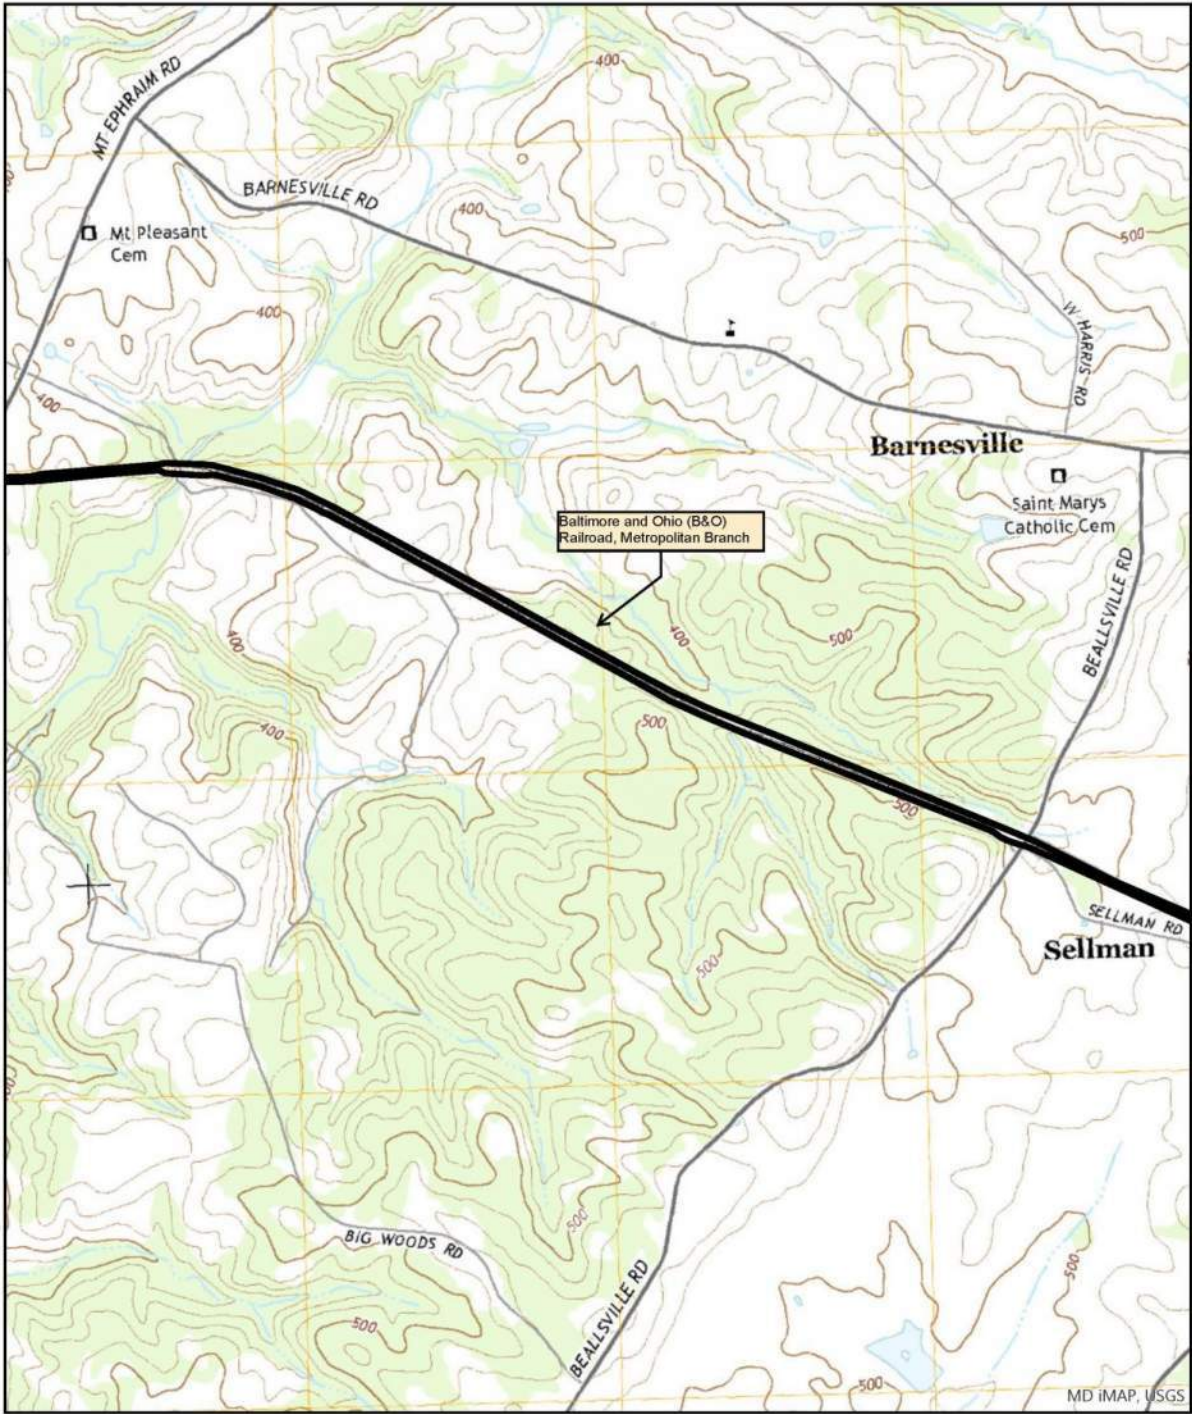 400
MT EPHRAIM RD
BARNESVILLE RD
400
500
Mt Pleasant
Cem
400
W HARRIS RD
400
Barnesville
Saint Marys
Catholic Cem
Baltimore and Ohio (B&O)
Railroad, Metropolitan Branch
BEALLSVILLE RD
400
400
500
500
400
500
SELLMAN RD
Sellman
500
500
BIG WOODS RD
500
BEALLSVILLE RD
500
500
MD iMAP, USGS